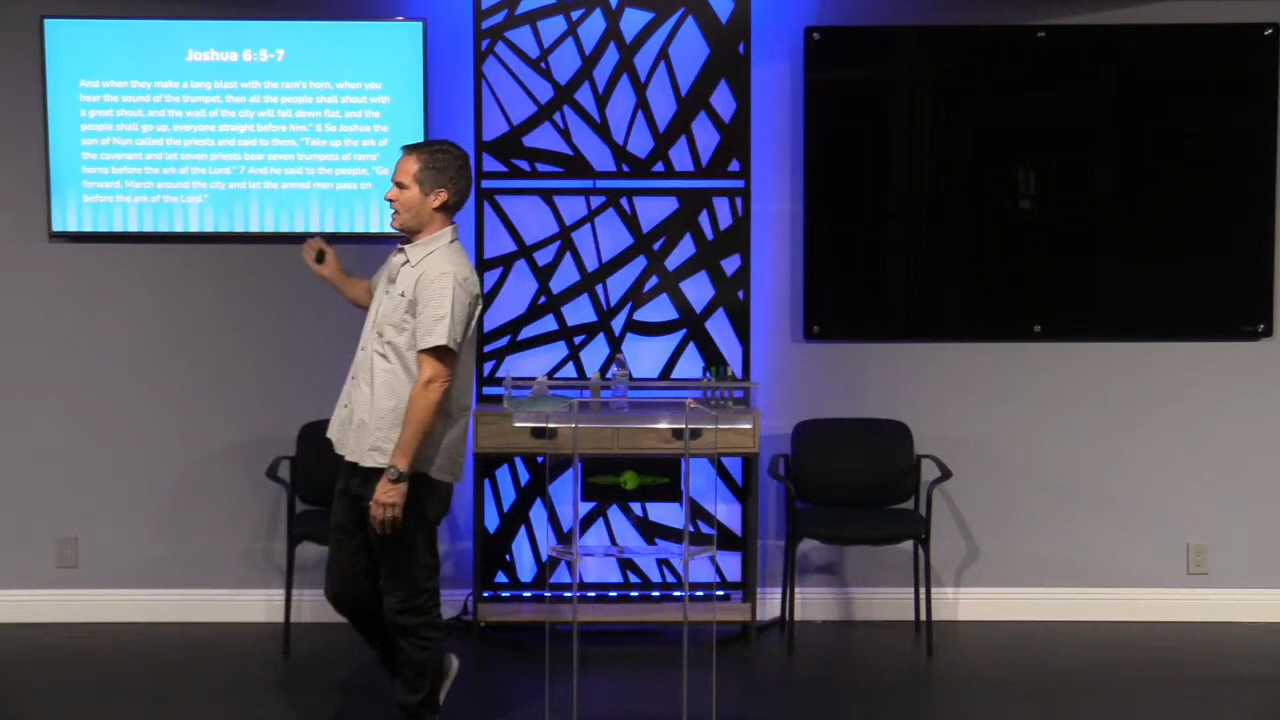 Joshua 6:5-7
And when they make a long blast with the ram's horn, when you
hear the sound of the trumpet, then all the people shall shout with
a great shout, and the wall of the city will fall down flat, and the
people shall go up, everyone straight before him." 6 So Joshua the
son of Nun called the priests and said to them, "Take up the ark of
the covenant and let seven priests bear seven trumpets of rams'
horns before the ark of the Lord." 7 And he said to the people, "Go
forward. March around the city and let the armed men pass on
before the ark of the Lord."